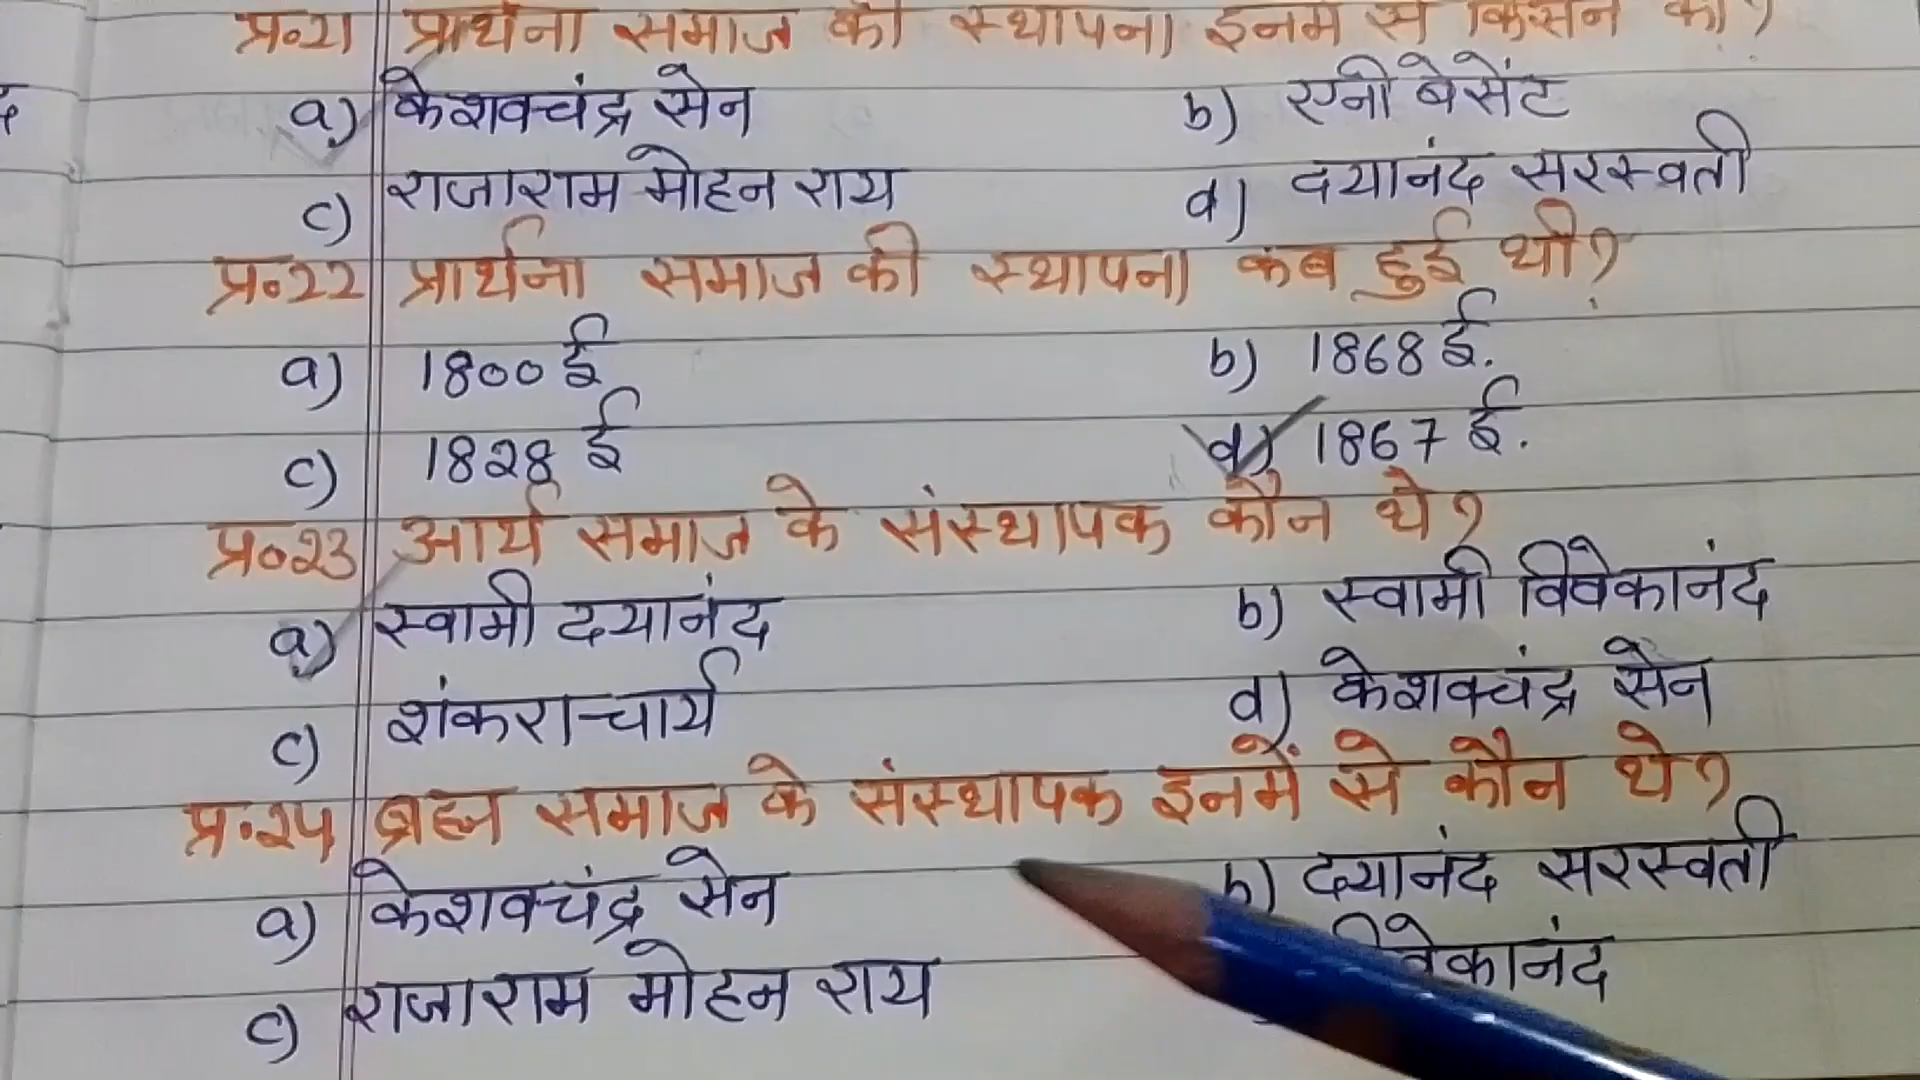 प्र०21 प्रार्थना समाज की स्थापना इनमें से किसने की?
a) केशवचंद्र सेन b) एनी बेसेंट
c) राजाराम मोहन राय d) दयानंद सरस्वती
प्र०22 प्रार्थना समाज की स्थापना कब हुई थी?
a) 1800 ई b) 1868 ई.
c) 1828 ई d) 1867 ई.
प्र०23 आर्य समाज के संस्थापक कौन थे?
a) स्वामी दयानंद b) स्वामी विवेकानंद
c) शंकराचार्य d) केशवचंद्र सेन
प्र०24 ब्रह्म समाज के संस्थापक इनमें से कौन थे?
a) केशवचंद्र सेन b) दयानंद सरस्वती
c) राजाराम मोहन राय विवेकानंद